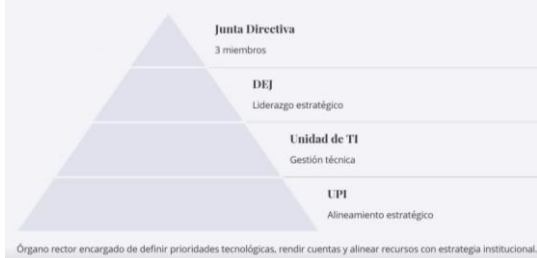 Junta Directiva
3 miembros
DEJ
Liderazgo estratégico
Unidad de TI
Gestión técnica
UPI
Alineamiento estratégico
Órgano rector encargado de definir prioridades tecnológicas, rendir cuentas y alinear recursos con estrategia institucional.